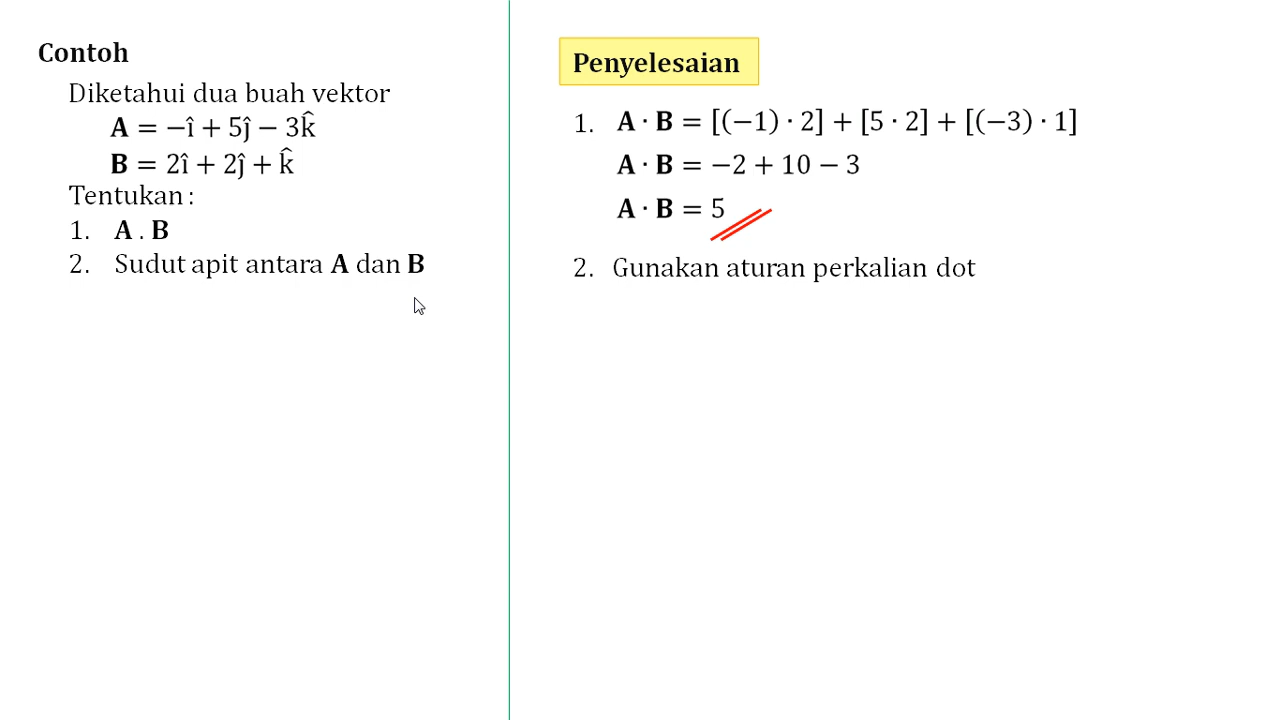 Contoh
Diketahui dua buah vektor
A = −î + 5ĵ − 3k̂
B = 2î + 2ĵ + k̂
Tentukan :
1. A . B
2. Sudut apit antara A dan B
Penyelesaian
1. A · B = [(−1) · 2] + [5 · 2] + [(−3) · 1]
A · B = −2 + 10 − 3
A · B = 5
2. Gunakan aturan perkalian dot